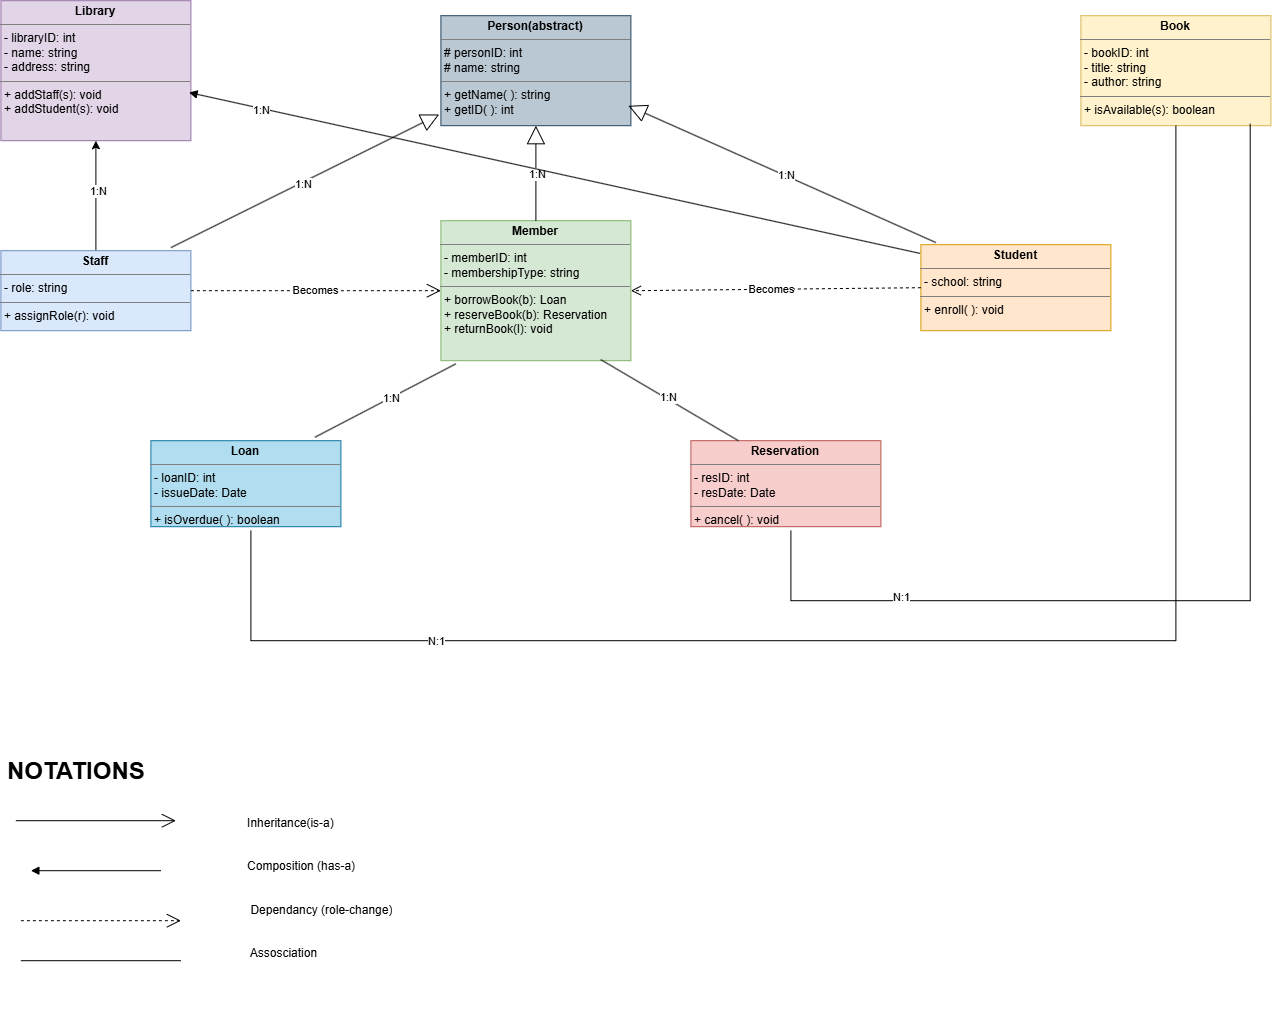 Library
- libraryID: int
- name: string
- address: string
+ addStaff(s): void
+ addStudent(s): void
Person(abstract)
# personID: int
# name: string
+ getName( ): string
+ getID( ): int
Book
- bookID: int
- title: string
- author: string
+ isAvailable(s): boolean
1:N
1:N
1:N
1:N
1:N
Staff
- role: string
+ assignRole(r): void
Becomes
Member
- memberID: int
- membershipType: string
+ borrowBook(b): Loan
+ reserveBook(b): Reservation
+ returnBook(l): void
Becomes
Student
- school: string
+ enroll( ): void
1:N
1:N
Loan
- loanID: int
- issueDate: Date
+ isOverdue( ): boolean
Reservation
- resID: int
- resDate: Date
+ cancel( ): void
N:1
N:1
NOTATIONS
Inheritance(is-a)
Composition (has-a)
Dependancy (role-change)
Assosciation